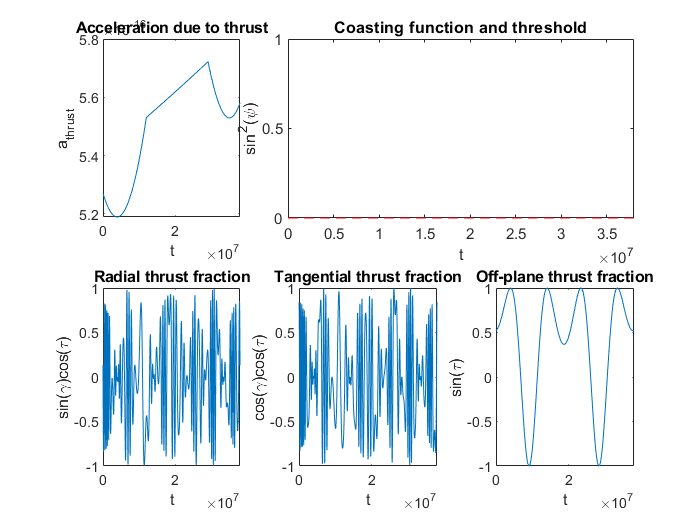 Acceleration due to thrust
5.8
5.6
5.4
5.2
a_thrust
0
2
t
×10^7
Coasting function and threshold
1
0.5
0
sin^2(ψ)
0
0.5
1
1.5
2
2.5
3
3.5
t
×10^7
Radial thrust fraction
1
0.5
0
-0.5
-1
sin(γ)cos(τ)
0
2
t
×10^7
Tangential thrust fraction
1
0.5
0
-0.5
-1
cos(γ)cos(τ)
0
2
t
×10^7
Off-plane thrust fraction
1
0.5
0
-0.5
-1
sin(τ)
0
2
t
×10^7